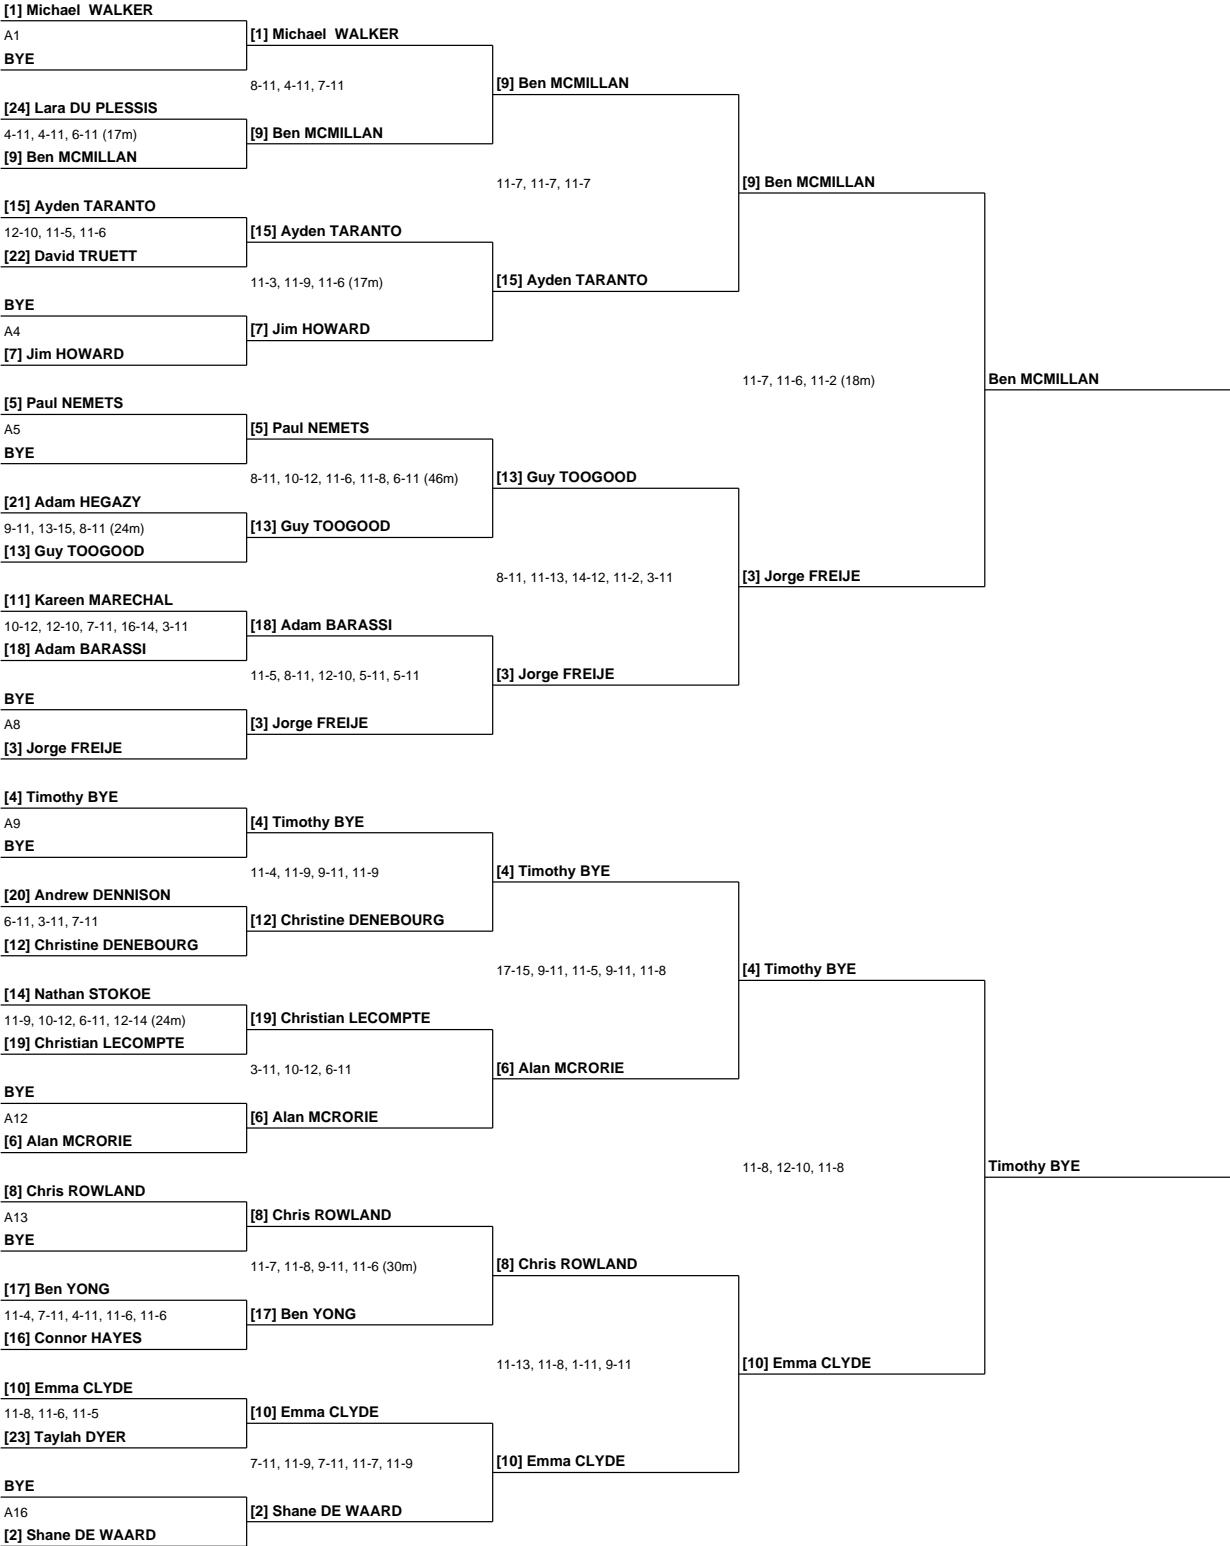 [1] Michael  WALKER
A1
BYE
[24] Lara DU PLESSIS
4-11, 4-11, 6-11 (17m)
[9] Ben MCMILLAN
[15] Ayden TARANTO
12-10, 11-5, 11-6
[22] David TRUETT
BYE
A4
[7] Jim HOWARD
[5] Paul NEMETS
A5
BYE
[21] Adam HEGAZY
9-11, 13-15, 8-11 (24m)
[13] Guy TOOGOOD
[11] Kareen MARECHAL
10-12, 12-10, 7-11, 16-14, 3-11
[18] Adam BARASSI
BYE
A8
[3] Jorge FREIJE
[4] Timothy BYE
A9
BYE
[20] Andrew DENNISON
6-11, 3-11, 7-11
[12] Christine DENEBOURG
[14] Nathan STOKOE
11-9, 10-12, 6-11, 12-14 (24m)
[19] Christian LECOMPTE
BYE
A12
[6] Alan MCRORIE
[8] Chris ROWLAND
A13
BYE
[17] Ben YONG
11-4, 7-11, 4-11, 11-6, 11-6
[16] Connor HAYES
[10] Emma CLYDE
11-8, 11-6, 11-5
[23] Taylah DYER
BYE
A16
[2] Shane DE WAARD
[1] Michael  WALKER
8-11, 4-11, 7-11
[9] Ben MCMILLAN
[15] Ayden TARANTO
11-3, 11-9, 11-6 (17m)
[7] Jim HOWARD
[5] Paul NEMETS
8-11, 10-12, 11-6, 11-8, 6-11 (46m)
[13] Guy TOOGOOD
[18] Adam BARASSI
11-5, 8-11, 12-10, 5-11, 5-11
[3] Jorge FREIJE
[4] Timothy BYE
11-4, 11-9, 9-11, 11-9
[12] Christine DENEBOURG
[19] Christian LECOMPTE
3-11, 10-12, 6-11
[6] Alan MCRORIE
[8] Chris ROWLAND
11-7, 11-8, 9-11, 11-6 (30m)
[17] Ben YONG
[10] Emma CLYDE
7-11, 11-9, 7-11, 11-7, 11-9
[2] Shane DE WAARD
[9] Ben MCMILLAN
11-7, 11-7, 11-7
[15] Ayden TARANTO
[13] Guy TOOGOOD
8-11, 11-13, 14-12, 11-2, 3-11
[3] Jorge FREIJE
[4] Timothy BYE
17-15, 9-11, 11-5, 9-11, 11-8
[6] Alan MCRORIE
[8] Chris ROWLAND
11-13, 11-8, 1-11, 9-11
[10] Emma CLYDE
[9] Ben MCMILLAN
11-7, 11-6, 11-2 (18m)
[3] Jorge FREIJE
[4] Timothy BYE
11-8, 12-10, 11-8
[10] Emma CLYDE
Ben MCMILLAN
Timothy BYE